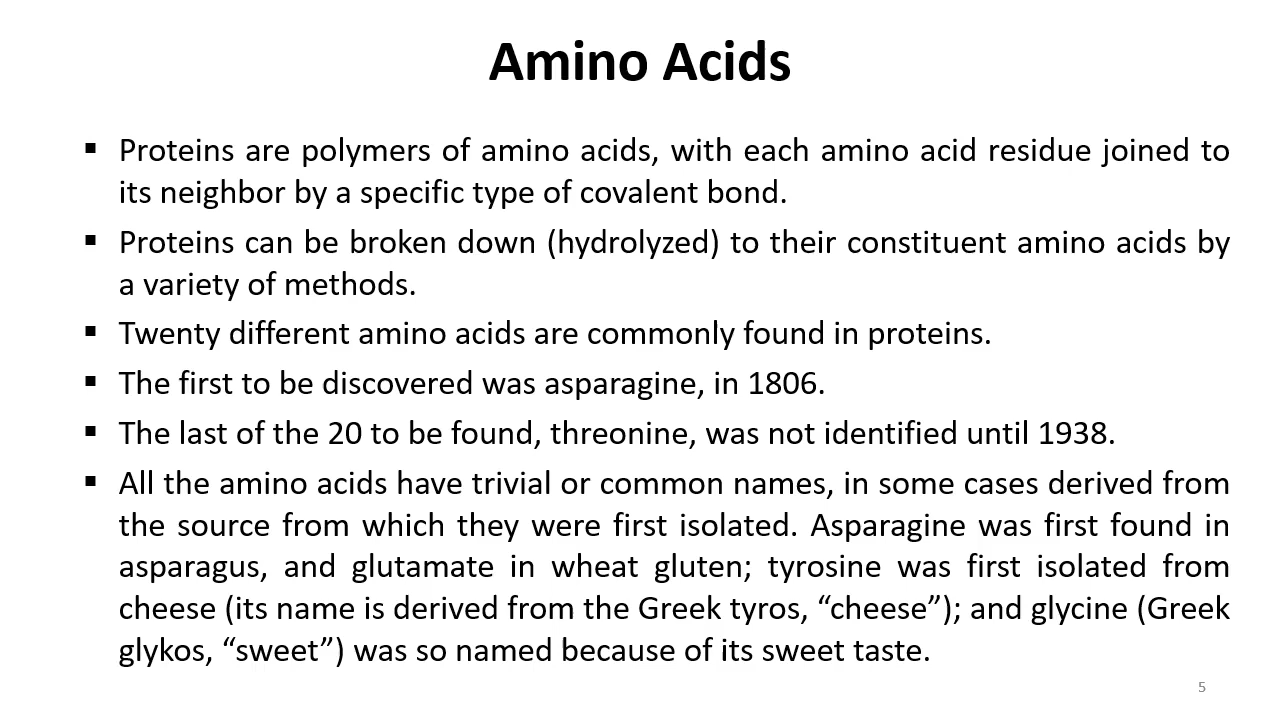 Amino Acids
▪ Proteins are polymers of amino acids, with each amino acid residue joined to
its neighbor by a specific type of covalent bond.
▪ Proteins can be broken down (hydrolyzed) to their constituent amino acids by
a variety of methods.
▪ Twenty different amino acids are commonly found in proteins.
▪ The first to be discovered was asparagine, in 1806.
▪ The last of the 20 to be found, threonine, was not identified until 1938.
▪ All the amino acids have trivial or common names, in some cases derived from
the source from which they were first isolated. Asparagine was first found in
asparagus, and glutamate in wheat gluten; tyrosine was first isolated from
cheese (its name is derived from the Greek tyros, “cheese”); and glycine (Greek
glykos, “sweet”) was so named because of its sweet taste.
5